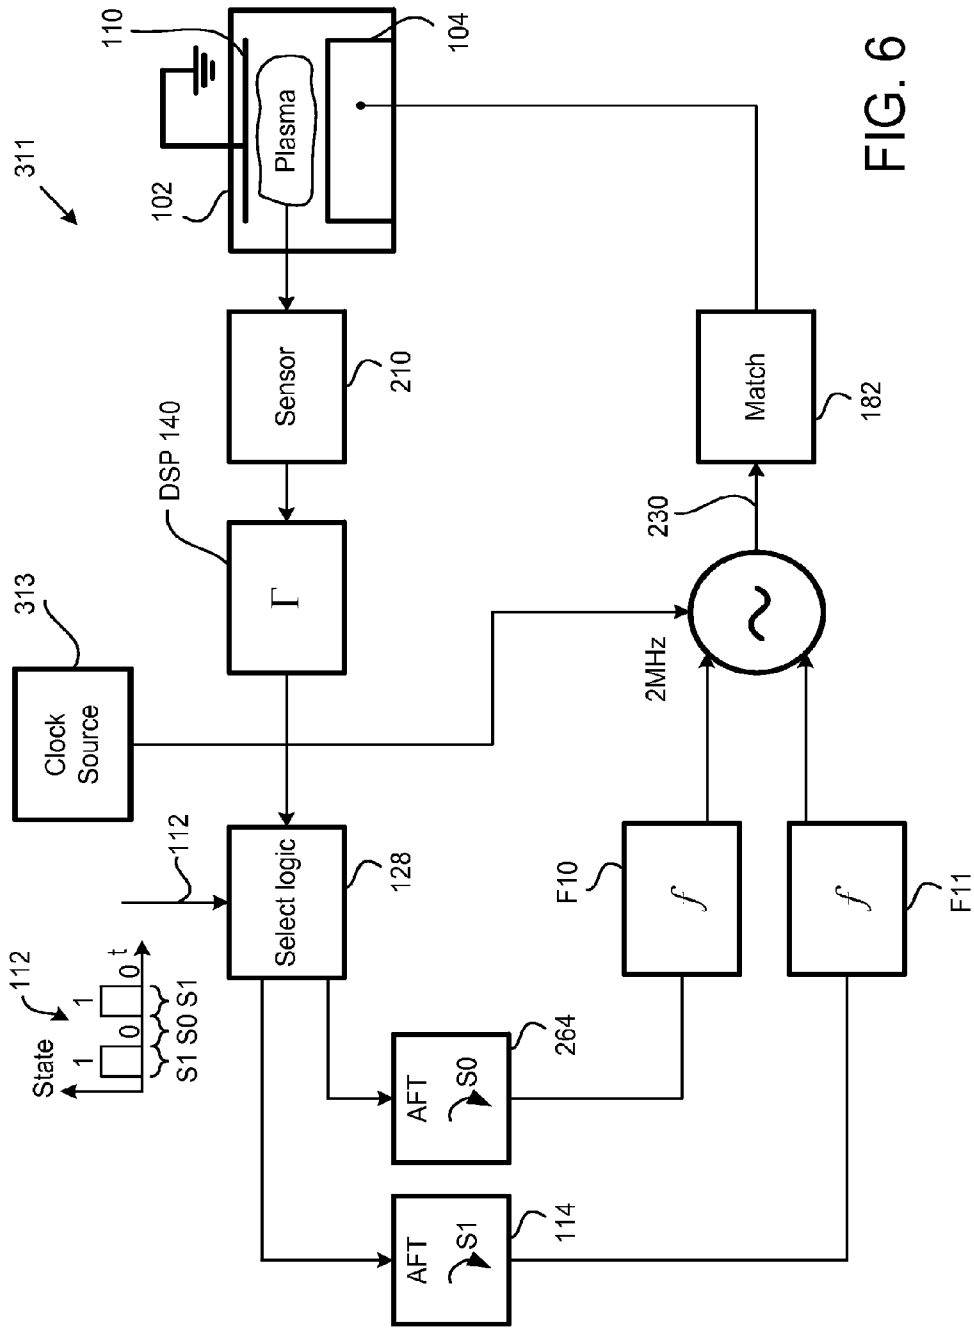 FIG. 6
311
State
112
1
1
0
0
t
S1 S0 S1
112
Clock
Source
313
DSP 140
102
110
Plasma
104
Select logic
128
Γ
Sensor
210
AFT
S1
114
AFT
S0
264
F10
f
F11
f
2MHz
~
230
Match
182